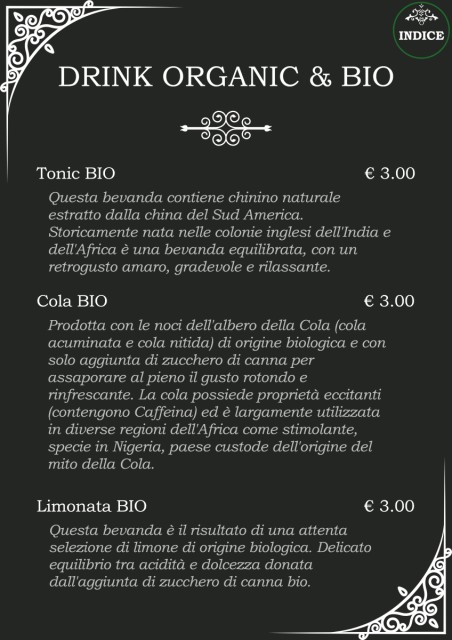 INDICE
DRINK ORGANIC & BIO
Tonic BIO € 3.00
Questa bevanda contiene chinino naturale
estratto dalla china del Sud America.
Storicamente nata nelle colonie inglesi dell'India e
dell'Africa è una bevanda equilibrata, con un
retrogusto amaro, gradevole e rilassante.
Cola BIO € 3.00
Prodotta con le noci dell'albero della Cola (cola
acuminata e cola nitida) di origine biologica e con
solo aggiunta di zucchero di canna per
assaporare al pieno il gusto rotondo e
rinfrescante. La cola possiede proprietà eccitanti
(contengono Caffeina) ed è largamente utilizzata
in diverse regioni dell'Africa come stimolante,
specie in Nigeria, paese custode dell'origine del
mito della Cola.
Limonata BIO € 3.00
Questa bevanda è il risultato di una attenta
selezione di limone di origine biologica. Delicato
equilibrio tra acidità e dolcezza donata
dall'aggiunta di zucchero di canna bio.